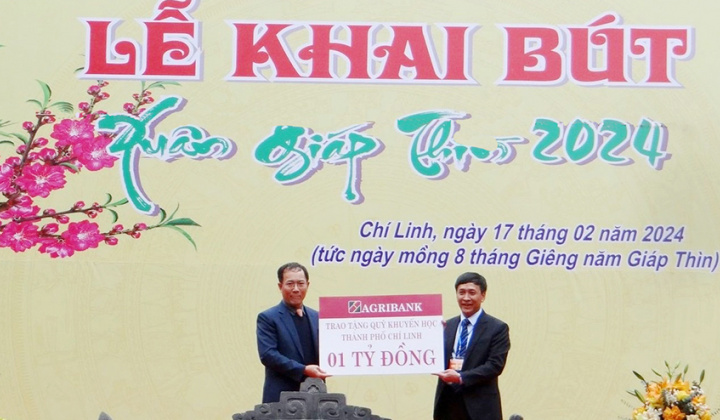 LỄ KHAI BÚT
Xuân Giáp Thìn 2024
Chí Linh, ngày 17 tháng 02 năm 2024
(tức ngày mồng 8 tháng Giêng năm Giáp Thìn)
AGRIBANK
TRAO TẶNG QUỸ KHUYẾN HỌC
THÀNH PHỐ CHÍ LINH
01 TỶ ĐỒNG